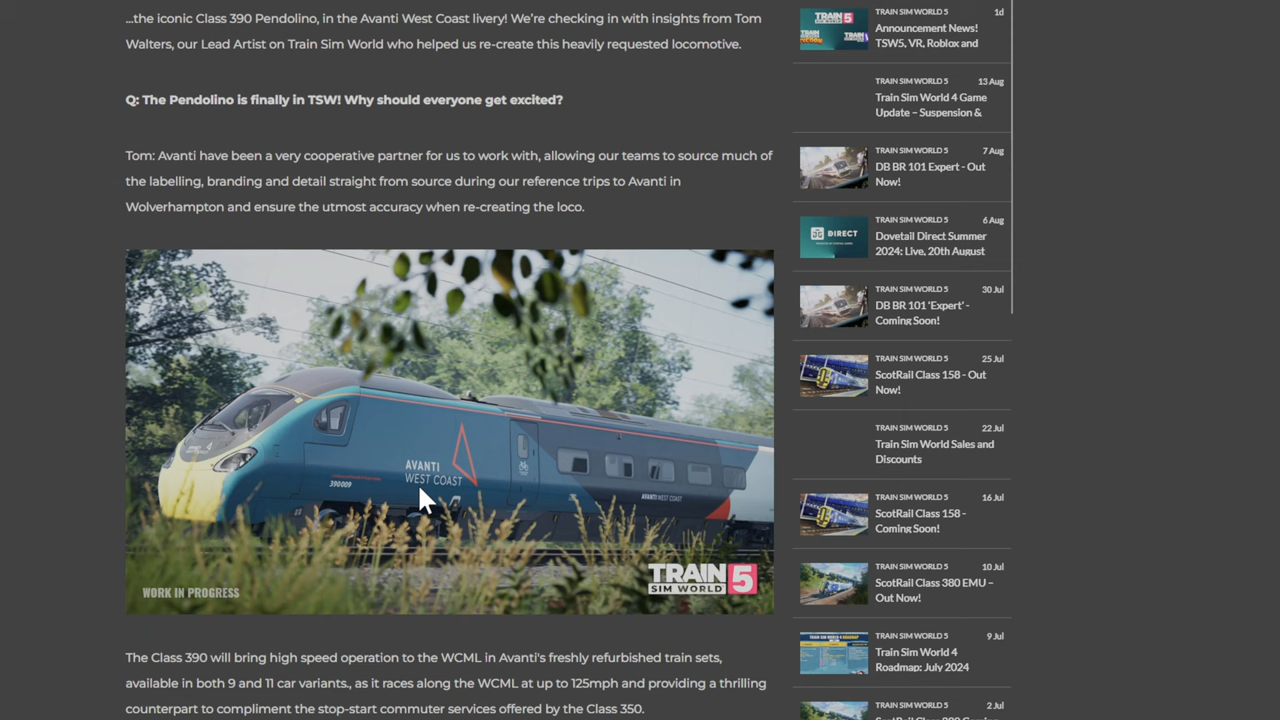 ...the iconic Class 390 Pendolino, in the Avanti West Coast livery! We're checking in with insights from Tom
Walters, our Lead Artist on Train Sim World who helped us re-create this heavily requested locomotive.
Q: The Pendolino is finally in TSW! Why should everyone get excited?
Tom: Avanti have been a very cooperative partner for us to work with, allowing our teams to source much of
the labelling, branding and detail straight from source during our reference trips to Avanti in
Wolverhampton and ensure the utmost accuracy when re-creating the loco.
AVANTI
WEST COAST
390009
AVANTI WEST COAST
WORK IN PROGRESS
TRAIN
SIM WORLD 5
The Class 390 will bring high speed operation to the WCML in Avanti's freshly refurbished train sets,
available in both 9 and 11 car variants., as it races along the WCML at up to 125mph and providing a thrilling
counterpart to compliment the stop-start commuter services offered by the Class 350.
TRAIN 5
TRAIN SIM WORLD 5 1d
Announcement News!
TSW5, VR, Roblox and
TRAIN SIM WORLD 5 13 Aug
Train Sim World 4 Game
Update – Suspension &
TRAIN SIM WORLD 5 7 Aug
DB BR 101 Expert - Out
Now!
DIRECT
TRAIN SIM WORLD 5 6 Aug
Dovetail Direct Summer
2024: Live, 20th August
TRAIN SIM WORLD 5 30 Jul
DB BR 101 'Expert' -
Coming Soon!
TRAIN SIM WORLD 5 25 Jul
ScotRail Class 158 - Out
Now!
TRAIN SIM WORLD 5 22 Jul
Train Sim World Sales and
Discounts
TRAIN SIM WORLD 5 16 Jul
ScotRail Class 158 -
Coming Soon!
TRAIN SIM WORLD 5 10 Jul
ScotRail Class 380 EMU –
Out Now!
TRAIN SIM WORLD 5 9 Jul
Train Sim World 4
Roadmap: July 2024
TRAIN SIM WORLD 5 2 Jul